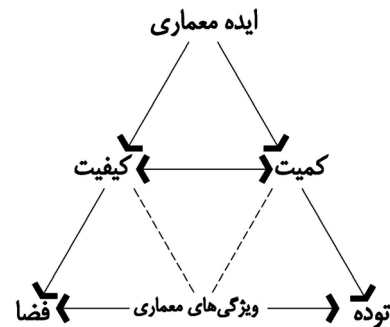 ایده معماری
کمیت
کیفیت
توده
ویژگی‌های معماری
فضا